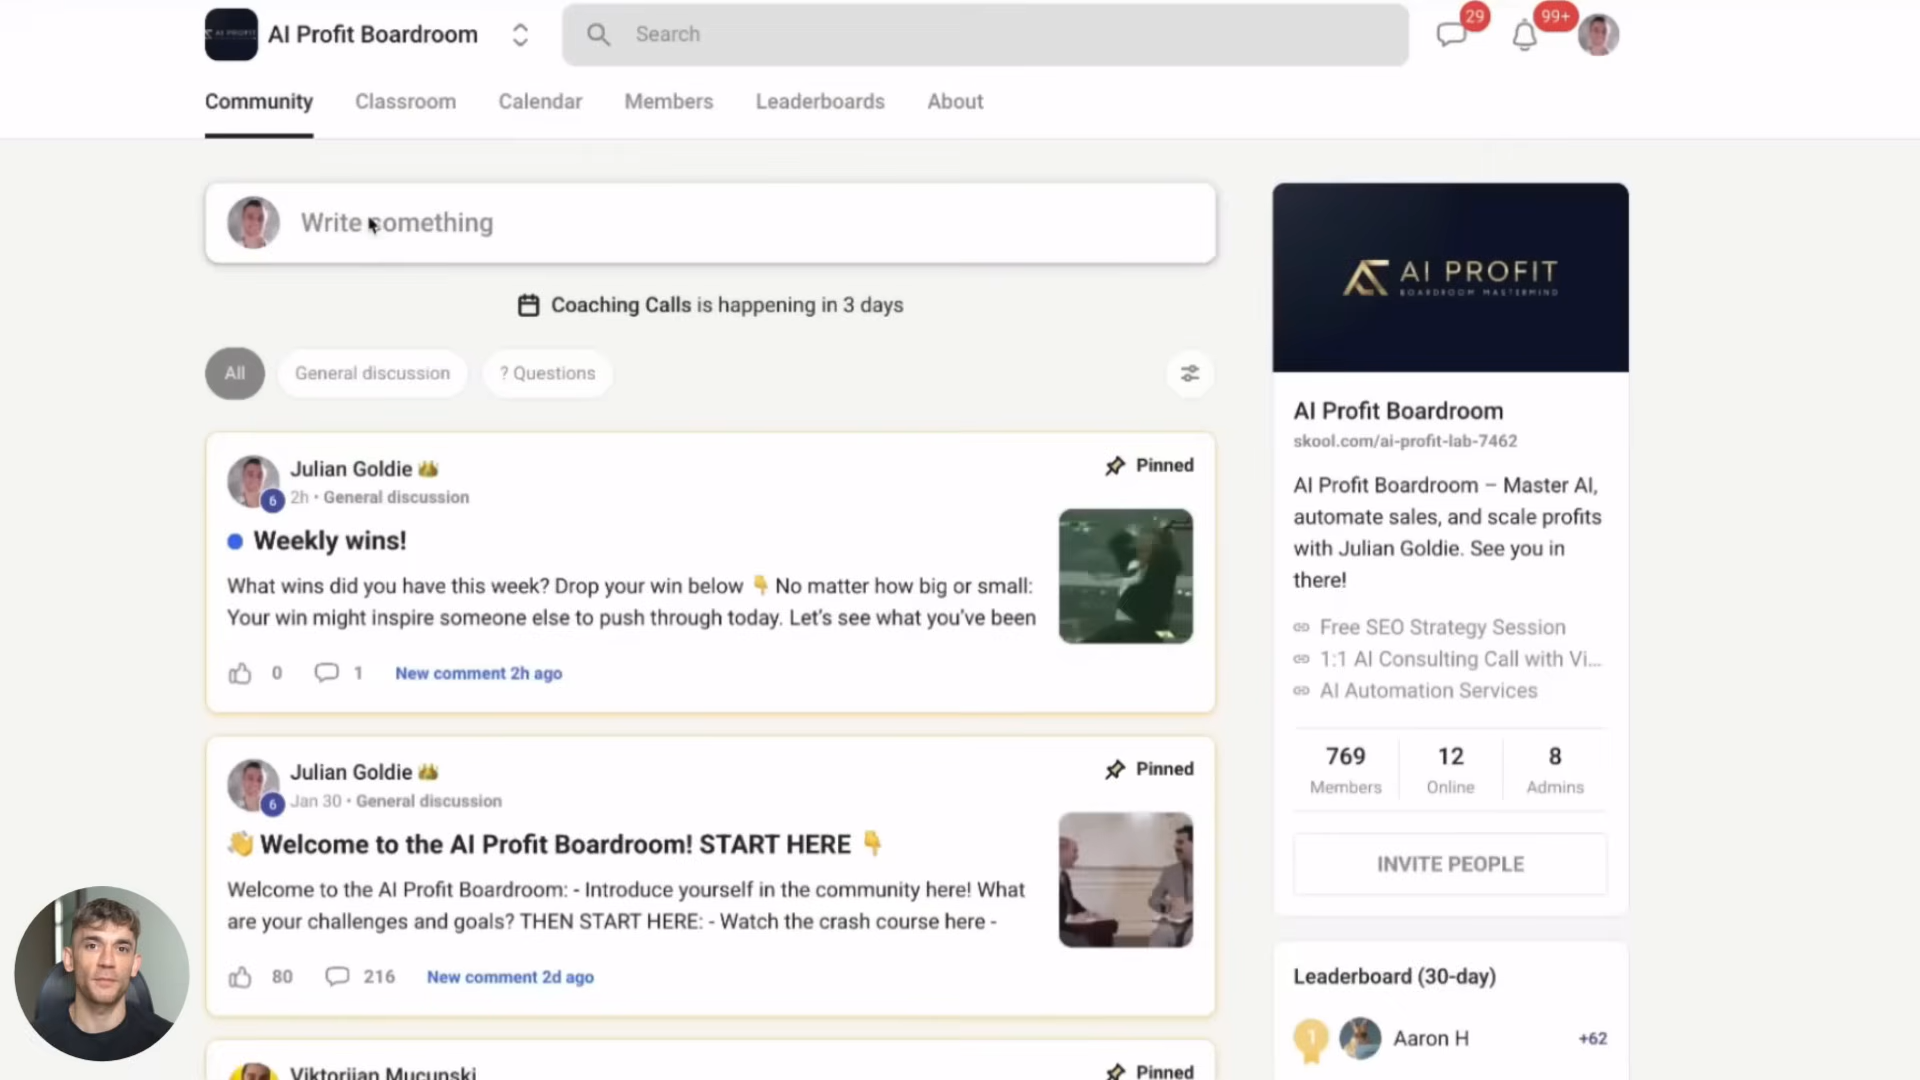 AI PROFIT
AI Profit Boardroom
Search
29
99+
Community
Classroom
Calendar
Members
Leaderboards
About
Write something
Coaching Calls is happening in 3 days
All
General discussion
? Questions
Julian Goldie
Pinned
6
2h • General discussion
Weekly wins!
What wins did you have this week? Drop your win below 👇 No matter how big or small:
Your win might inspire someone else to push through today. Let's see what you've been
0
1
New comment 2h ago
Julian Goldie
Pinned
6
Jan 30 • General discussion
👋 Welcome to the AI Profit Boardroom! START HERE 👇
Welcome to the AI Profit Boardroom: - Introduce yourself in the community here! What
are your challenges and goals? THEN START HERE: - Watch the crash course here -
80
216
New comment 2d ago
Viktorijan Mucunski
Pinned
AI PROFIT
BOARDROOM MASTERMIND
AI Profit Boardroom
skool.com/ai-profit-lab-7462
AI Profit Boardroom – Master AI,
automate sales, and scale profits
with Julian Goldie. See you in
there!
Free SEO Strategy Session
1:1 AI Consulting Call with Vi...
AI Automation Services
769
12
8
Members
Online
Admins
INVITE PEOPLE
Leaderboard (30-day)
1
Aaron H
+62